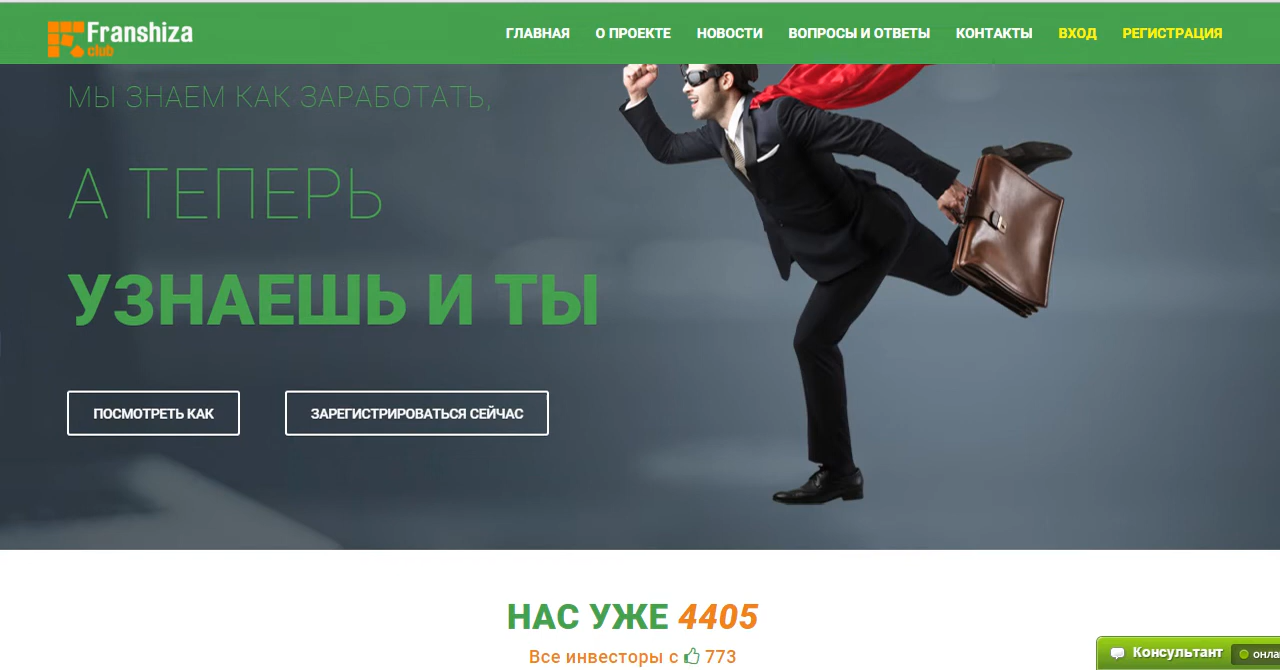 Franshiza
club
ГЛАВНАЯ О ПРОЕКТЕ НОВОСТИ ВОПРОСЫ И ОТВЕТЫ КОНТАКТЫ ВХОД РЕГИСТРАЦИЯ
МЫ ЗНАЕМ КАК ЗАРАБОТАТЬ,
А ТЕПЕРЬ
УЗНАЕШЬ И ТЫ
ПОСМОТРЕТЬ КАК
ЗАРЕГИСТРИРОВАТЬСЯ СЕЙЧАС
НАС УЖЕ 4405
Все инвесторы с 773
Консультант онла